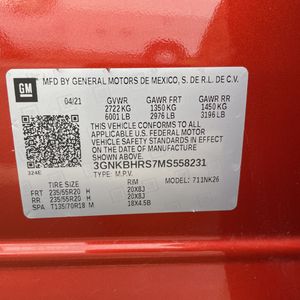 GM
MFD BY GENERAL MOTORS DE MEXICO, S. DE R.L. DE C.V.
04/21 GVWR GAWR FRT GAWR RR
2722 KG 1350 KG 1450 KG
6001 LB 2976 LB 3196 LB
THIS VEHICLE CONFORMS TO ALL
APPLICABLE U.S. FEDERAL MOTOR
VEHICLE SAFETY STANDARDS IN
EFFECT ON THE DATE OF MANUFACTURE
SHOWN ABOVE.
324E 3GNKBHRS7MS558231
TYPE: M.P.V. MODEL: 711NK26
TIRE RIM
FRT 235/55R20 H 20X8J
RR 235/55R20 H 20X8J
SPA T135/70R18 M 18X4.5B